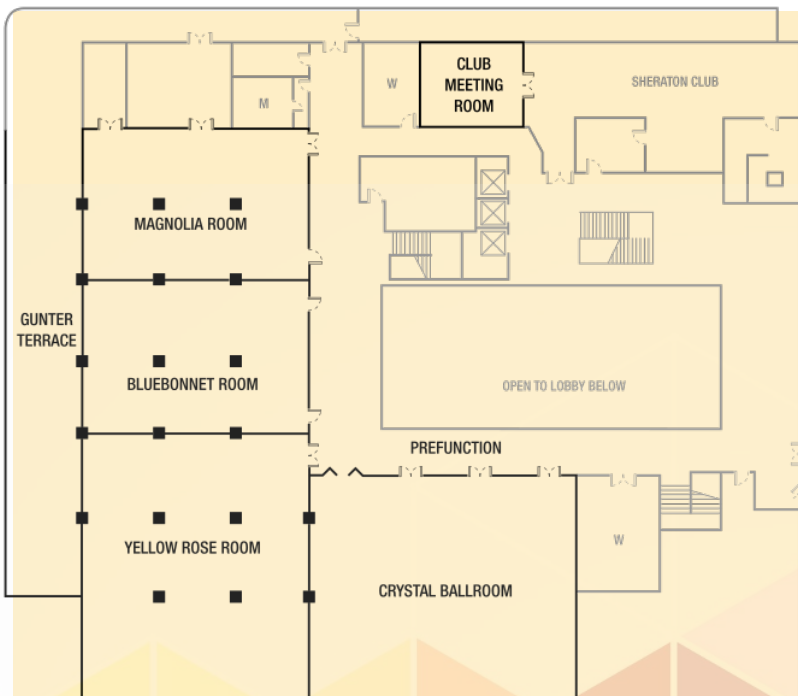 CLUB
MEETING
ROOM
W
SHERATON CLUB
M
MAGNOLIA ROOM
GUNTER
TERRACE
BLUEBONNET ROOM
OPEN TO LOBBY BELOW
PREFUNCTION
YELLOW ROSE ROOM
W
CRYSTAL BALLROOM